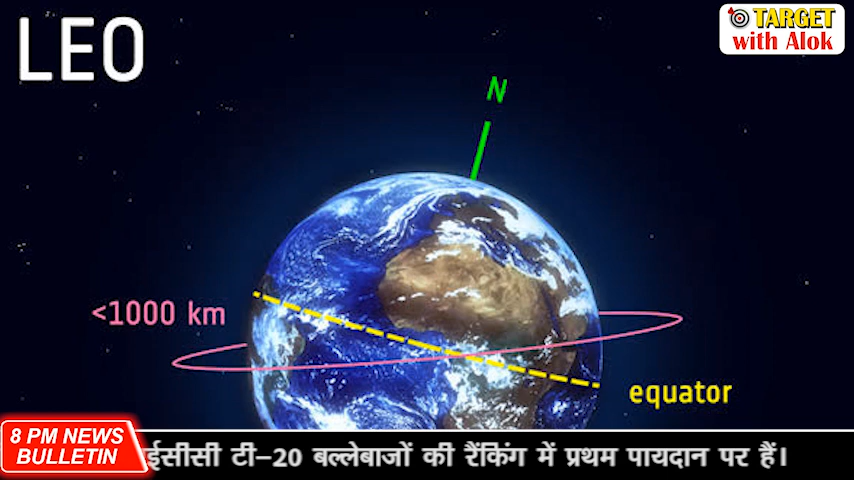 LEO
TARGET
with Alok
N
<1000 km
equator
8 PM NEWS
BULLETIN
ईसीसी टी-20 बल्लेबाजों की रैंकिंग में प्रथम पायदान पर हैं।